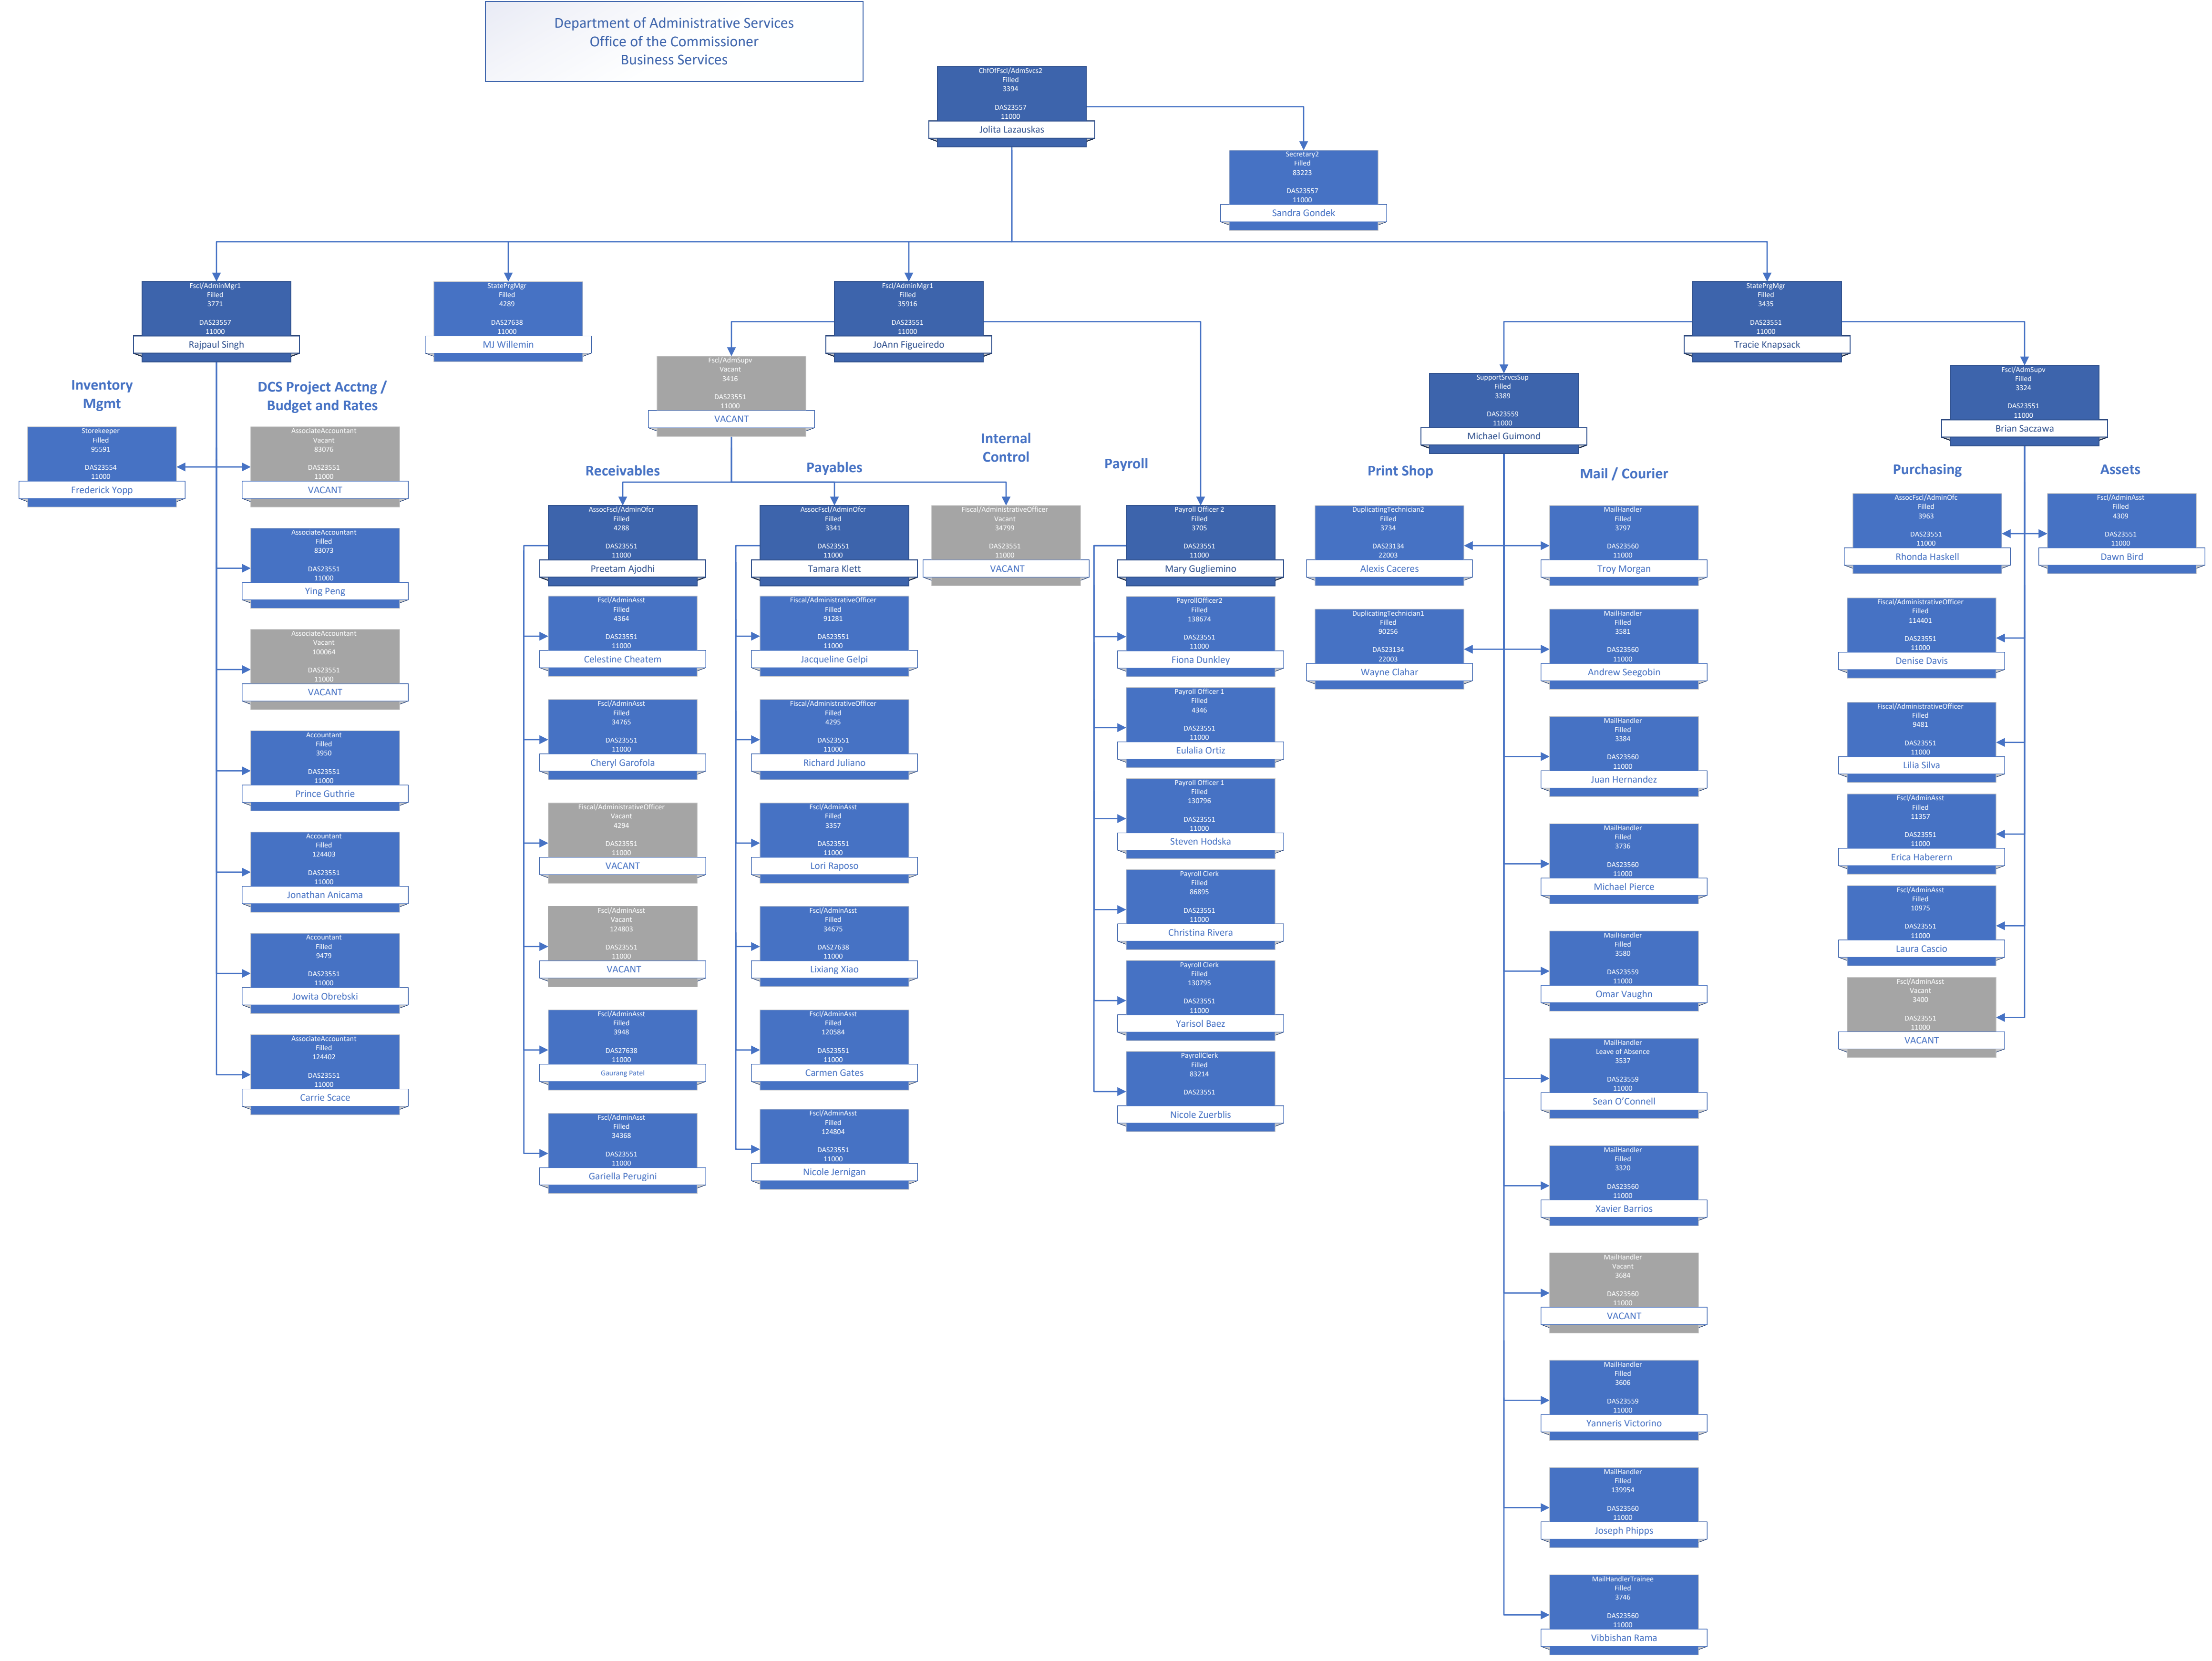 Department of Administrative Services
Office of the Commissioner
Business Services
ChfOfFscl/AdmSvcs2
Filled
3394
DAS23557
11000
Jolita Lazauskas
Secretary2
Filled
83223
DAS23557
11000
Sandra Gondek
Fscl/AdminMgr1
Filled
3771
DAS23557
11000
Rajpaul Singh
StatePrgMgr
Filled
4289
DAS27638
11000
MJ Willemin
Fscl/AdminMgr1
Filled
35916
DAS23551
11000
JoAnn Figueiredo
StatePrgMgr
Filled
3435
DAS23551
11000
Tracie Knapsack
Inventory
Mgmt
Storekeeper
Filled
95591
DAS23554
11000
Frederick Yopp
DCS Project Acctng /
Budget and Rates
AssociateAccountant
Vacant
83076
DAS23551
11000
VACANT
AssociateAccountant
Filled
83073
DAS23551
11000
Ying Peng
AssociateAccountant
Vacant
100064
DAS23551
11000
VACANT
Accountant
Filled
3950
DAS23551
11000
Prince Guthrie
Accountant
Filled
124403
DAS23551
11000
Jonathan Anicama
Accountant
Filled
9479
DAS23551
11000
Jowita Obrebski
AssociateAccountant
Filled
124402
DAS23551
11000
Carrie Scace
Fscl/AdmSupv
Vacant
3416
DAS23551
11000
VACANT
Receivables
AssocFscl/AdminOfcr
Filled
4288
DAS23551
11000
Preetam Ajodhi
Fscl/AdminAsst
Filled
4364
DAS23551
11000
Celestine Cheatem
Fscl/AdminAsst
Filled
34765
DAS23551
11000
Cheryl Garofola
Fiscal/AdministrativeOfficer
Vacant
4294
DAS23551
11000
VACANT
Fscl/AdminAsst
Vacant
124803
DAS23551
11000
VACANT
Fscl/AdminAsst
Filled
3948
DAS27638
11000
Gaurang Patel
Fscl/AdminAsst
Filled
34368
DAS23551
11000
Gariella Perugini
Payables
AssocFscl/AdminOfcr
Filled
3341
DAS23551
11000
Tamara Klett
Fiscal/AdministrativeOfficer
Filled
91281
DAS23551
11000
Jacqueline Gelpi
Fiscal/AdministrativeOfficer
Filled
4295
DAS23551
11000
Richard Juliano
Fscl/AdminAsst
Filled
3357
DAS23551
11000
Lori Raposo
Fscl/AdminAsst
Filled
34675
DAS27638
11000
Lixiang Xiao
Fscl/AdminAsst
Filled
120584
DAS23551
11000
Carmen Gates
Fscl/AdminAsst
Filled
124804
DAS23551
11000
Nicole Jernigan
Internal
Control
Fiscal/AdministrativeOfficer
Vacant
34799
DAS23551
11000
VACANT
Payroll
Payroll Officer 2
Filled
3705
DAS23551
11000
Mary Gugliemino
PayrollOfficer2
Filled
138674
DAS23551
11000
Fiona Dunkley
Payroll Officer 1
Filled
4346
DAS23551
11000
Eulalia Ortiz
Payroll Officer 1
Filled
130796
DAS23551
11000
Steven Hodska
Payroll Clerk
Filled
86895
DAS23551
11000
Christina Rivera
Payroll Clerk
Filled
130795
DAS23551
11000
Yarisol Baez
PayrollClerk
Filled
83214
DAS23551
Nicole Zuerblis
SupportSrvcsSup
Filled
3389
DAS23559
11000
Michael Guimond
Print Shop
DuplicatingTechnician2
Filled
3734
DAS23134
22003
Alexis Caceres
DuplicatingTechnician1
Filled
90256
DAS23134
22003
Wayne Clahar
Mail / Courier
MailHandler
Filled
3797
DAS23560
11000
Troy Morgan
MailHandler
Filled
3581
DAS23560
11000
Andrew Seegobin
MailHandler
Filled
3384
DAS23560
11000
Juan Hernandez
MailHandler
Filled
3736
DAS23560
11000
Michael Pierce
MailHandler
Filled
3580
DAS23559
11000
Omar Vaughn
MailHandler
Leave of Absence
3537
DAS23559
11000
Sean O'Connell
MailHandler
Filled
3320
DAS23560
11000
Xavier Barrios
MailHandler
Vacant
3684
DAS23560
11000
VACANT
MailHandler
Filled
3606
DAS23559
11000
Yanneris Victorino
MailHandler
Filled
139954
DAS23560
11000
Joseph Phipps
MailHandlerTrainee
Filled
3746
DAS23560
11000
Vibbishan Rama
Fscl/AdmSupv
Filled
3324
DAS23551
11000
Brian Saczawa
Purchasing
AssocFscl/AdminOfc
Filled
3963
DAS23551
11000
Rhonda Haskell
Fiscal/AdministrativeOfficer
Filled
114401
DAS23551
11000
Denise Davis
Fiscal/AdministrativeOfficer
Filled
9481
DAS23551
11000
Lilia Silva
Fscl/AdminAsst
Filled
11357
DAS23551
11000
Erica Haberern
Fscl/AdminAsst
Filled
10975
DAS23551
11000
Laura Cascio
Fscl/AdminAsst
Vacant
3400
DAS23551
11000
VACANT
Assets
Fscl/AdminAsst
Filled
4309
DAS23551
11000
Dawn Bird